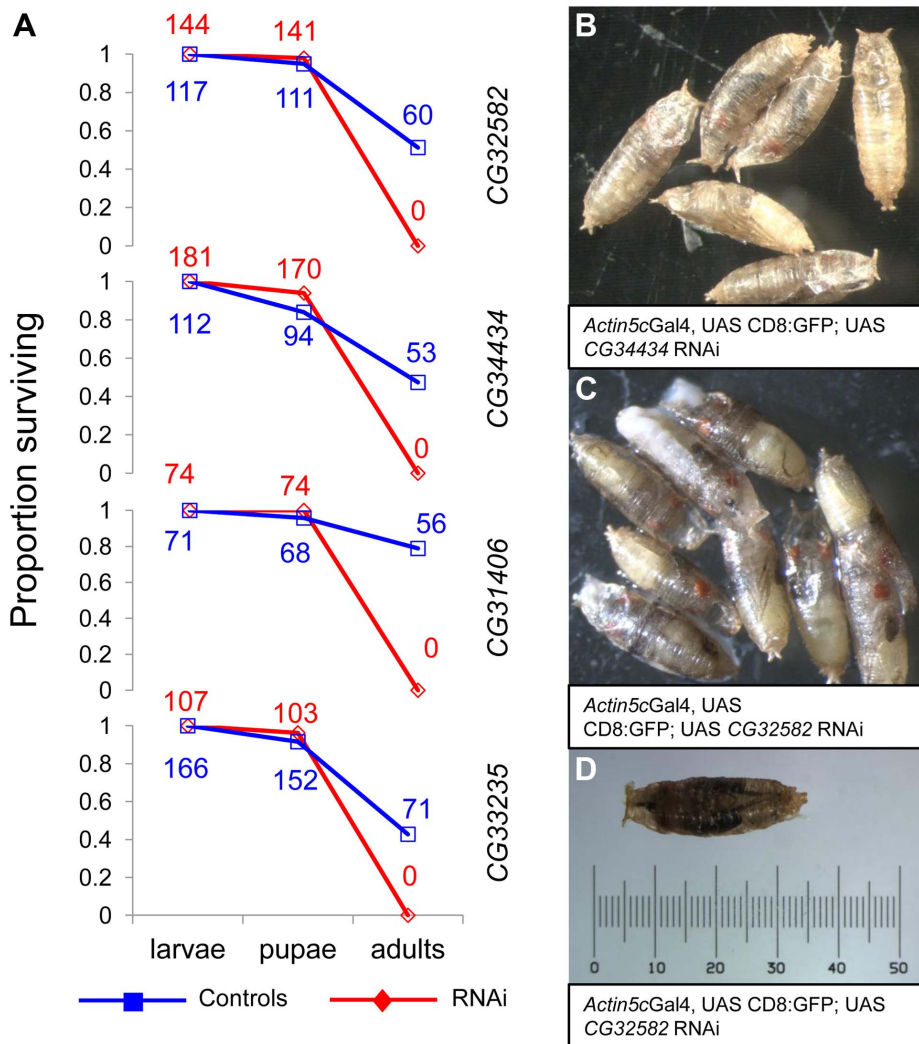 A
Proportion surviving
144
141
1
117
111
60
0.8
0.6
0.4
0.2
0
0
CG32582
181
170
1
112
94
53
0.8
0.6
0.4
0.2
0
0
CG34434
74
74
1
71
68
56
0.8
0.6
0.4
0.2
0
0
CG31406
107
103
1
166
152
71
0.8
0.6
0.4
0.2
0
0
CG33235
larvae pupae adults
Controls RNAi
B
Actin5cGal4, UAS CD8:GFP; UAS
CG34434 RNAi
C
Actin5cGal4, UAS
CD8:GFP; UAS CG32582 RNAi
D
0 10 20 30 40 50
Actin5cGal4, UAS CD8:GFP; UAS
CG32582 RNAi